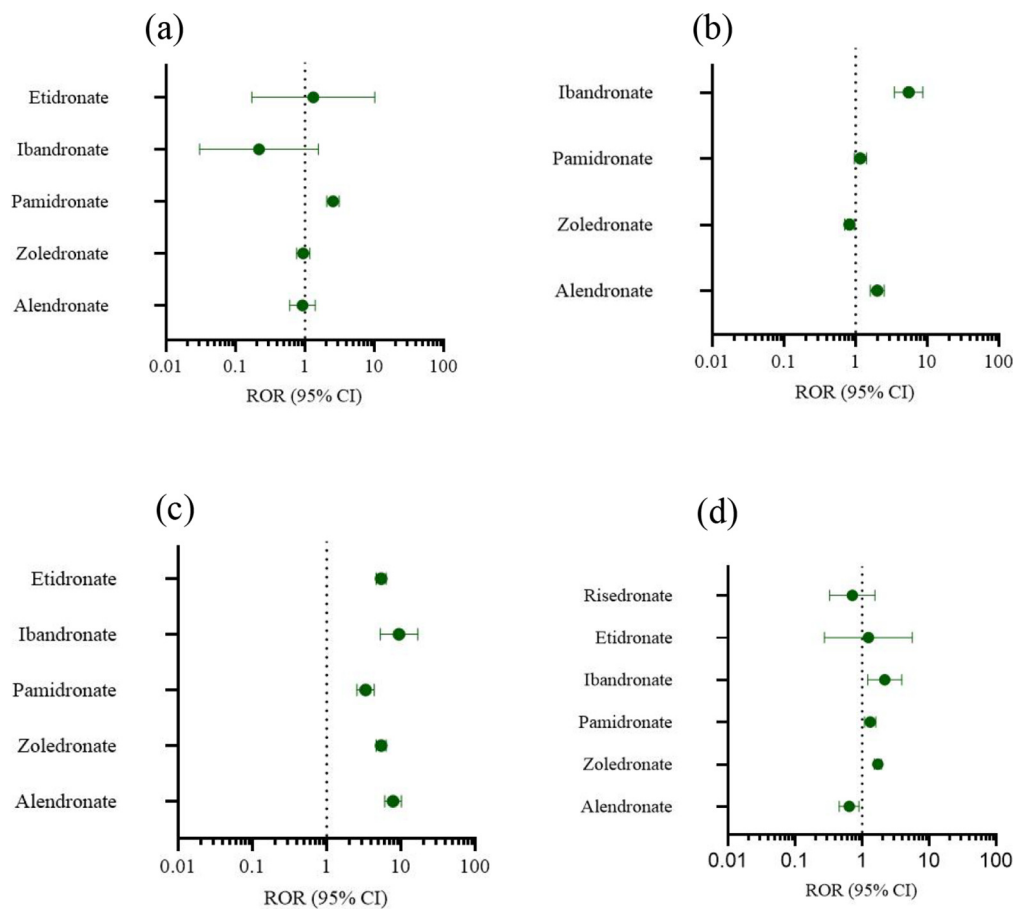 (a)
Etidronate
Ibandronate
Pamidronate
Zoledronate
Alendronate
0.01 0.1 1 10 100
ROR (95% CI)
(b)
Ibandronate
Pamidronate
Zoledronate
Alendronate
0.01 0.1 1 10 100
ROR (95% CI)
(c)
Etidronate
Ibandronate
Pamidronate
Zoledronate
Alendronate
0.01 0.1 1 10 100
ROR (95% CI)
(d)
Risedronate
Etidronate
Ibandronate
Pamidronate
Zoledronate
Alendronate
0.01 0.1 1 10 100
ROR (95% CI)